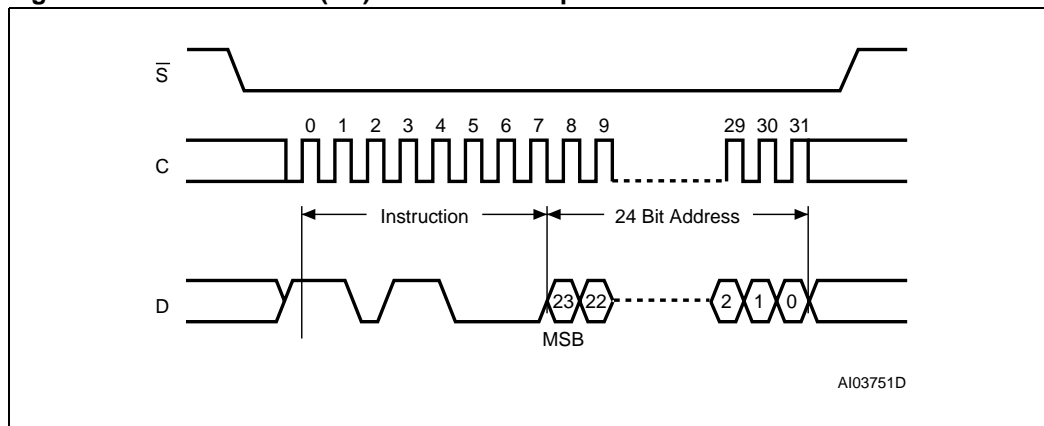 S
0 1 2 3 4 5 6 7 8 9 29 30 31
C
Instruction 24 Bit Address
D 23 22 2 1 0
MSB
AI03751D